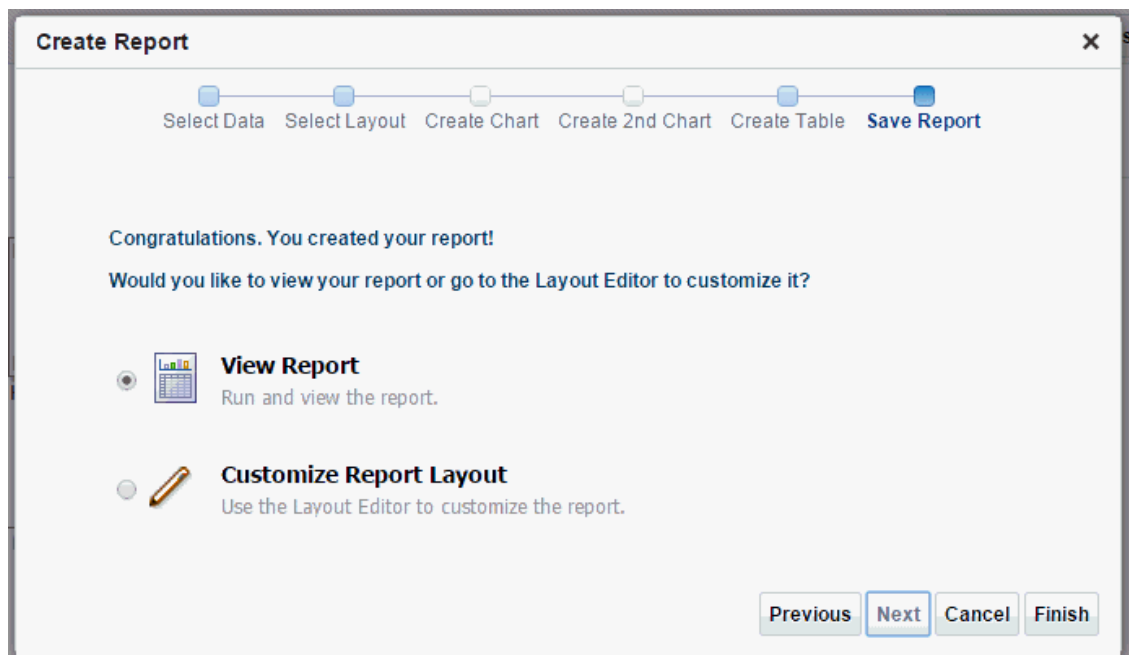 Create Report
Select Data Select Layout Create Chart Create 2nd Chart Create Table Save Report
Congratulations. You created your report!
Would you like to view your report or go to the Layout Editor to customize it?
View Report
Run and view the report.
Customize Report Layout
Use the Layout Editor to customize the report.
Previous Next Cancel Finish